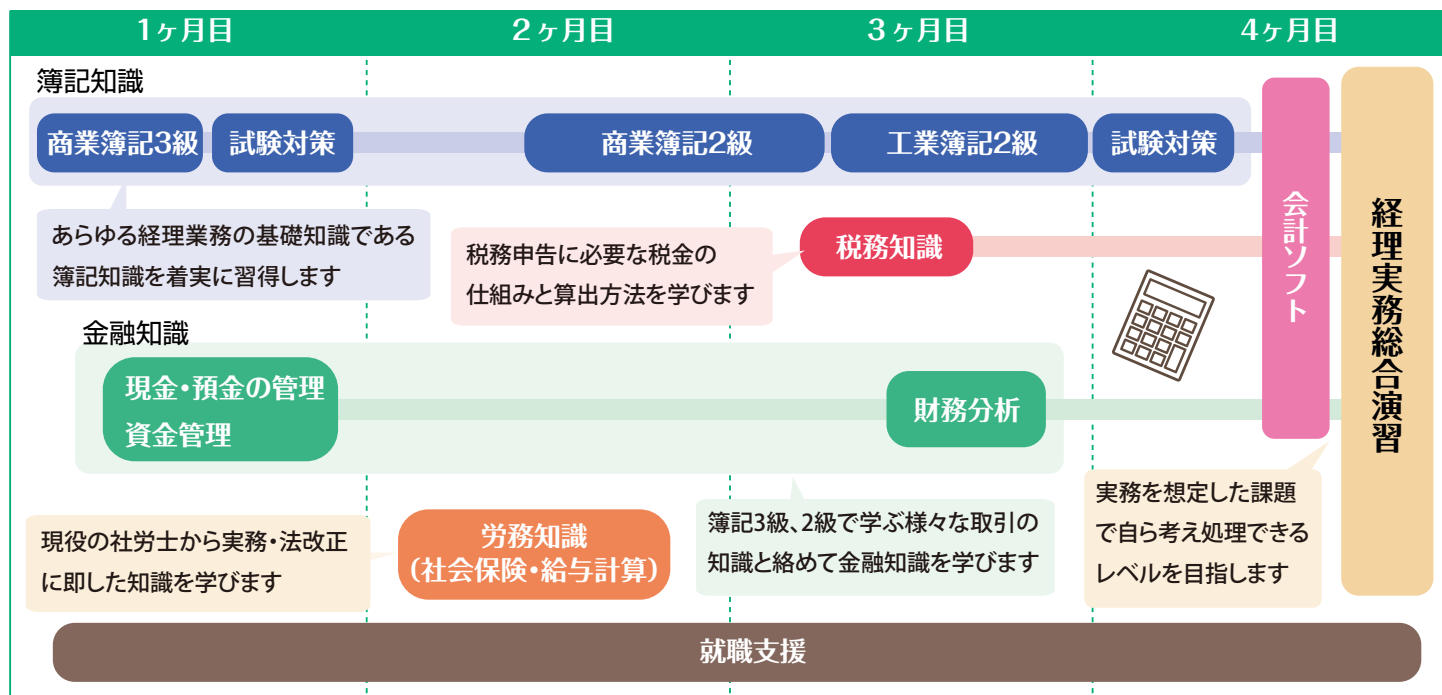 1ヶ月目
2ヶ月目
3ヶ月目
4ヶ月目
簿記知識
商業簿記3級
試験対策
商業簿記2級
工業簿記2級
試験対策
あらゆる経理業務の基礎知識である
簿記知識を着実に習得します
税務申告に必要な税金の
仕組みと算出方法を学びます
税務知識
会計ソフト
経理実務総合演習
金融知識
現金・預金の管理
資金管理
財務分析
現役の社労士から実務・法改正
に即した知識を学びます
労務知識
(社会保険・給与計算)
簿記3級、2級で学ぶ様々な取引の
知識と絡めて金融知識を学びます
実務を想定した課題
で自ら考え処理できる
レベルを目指します
就職支援